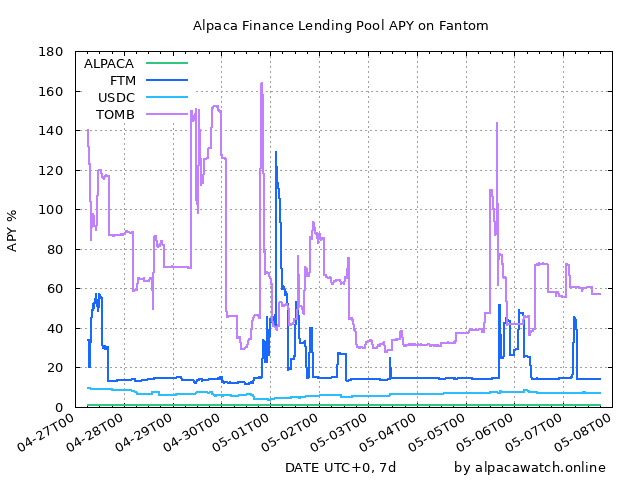 Alpaca Finance Lending Pool APY on Fantom
180
160
140
120
100
80
60
40
20
0
APY %
ALPACA
FTM
USDC
TOMB
04-27T00
04-28T00
04-29T00
04-30T00
05-01T00
05-02T00
05-03T00
05-04T00
05-05T00
05-06T00
05-07T00
05-08T00
DATE UTC+0, 7d
by alpacawatch.online